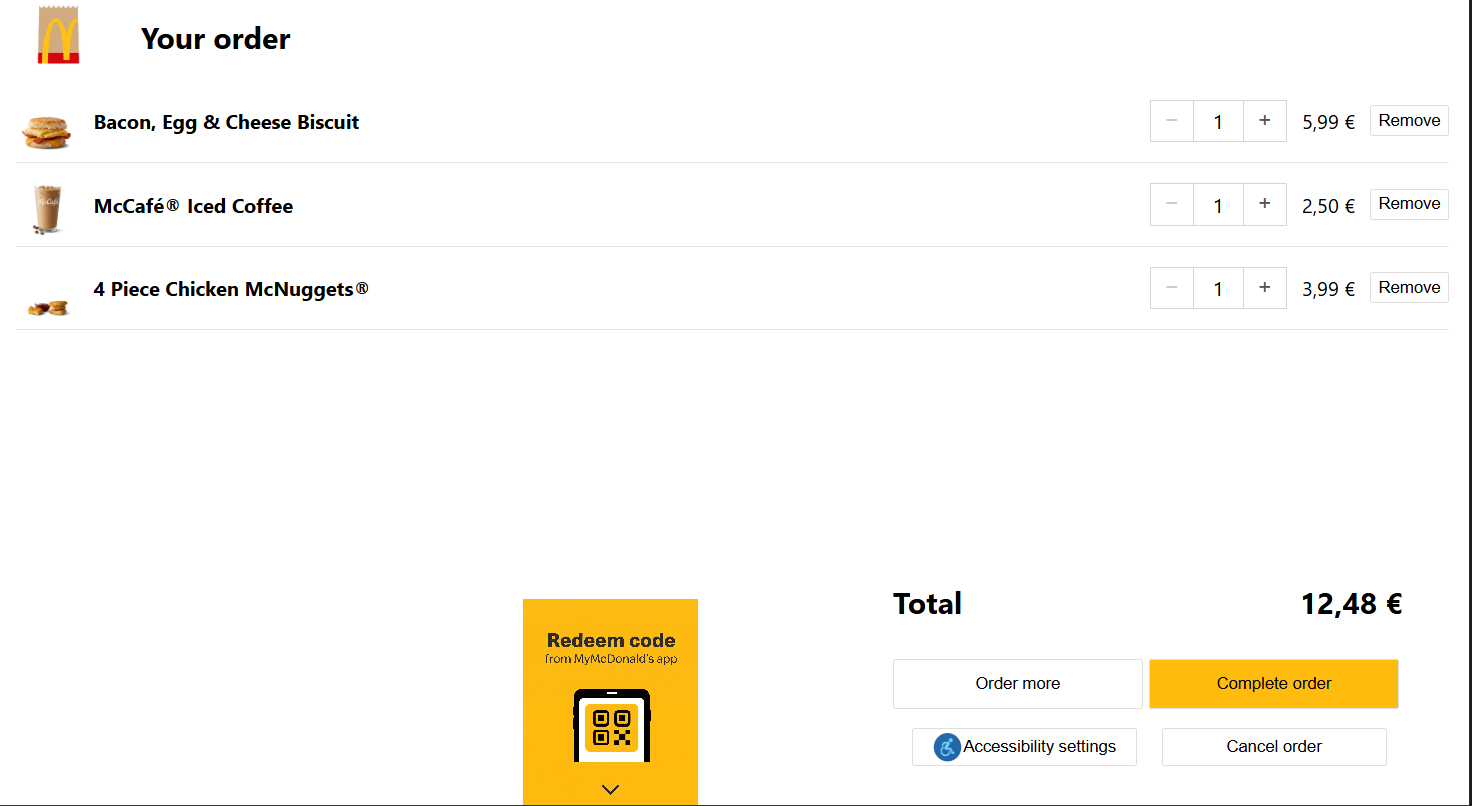 Your order
Bacon, Egg & Cheese Biscuit
− 1 + 5,99 € Remove
McCafé
McCafé® Iced Coffee
− 1 + 2,50 € Remove
4 Piece Chicken McNuggets®
− 1 + 3,99 € Remove
Total 12,48 €
Redeem code
from MyMcDonald's app
Order more
Complete order
Accessibility settings
Cancel order